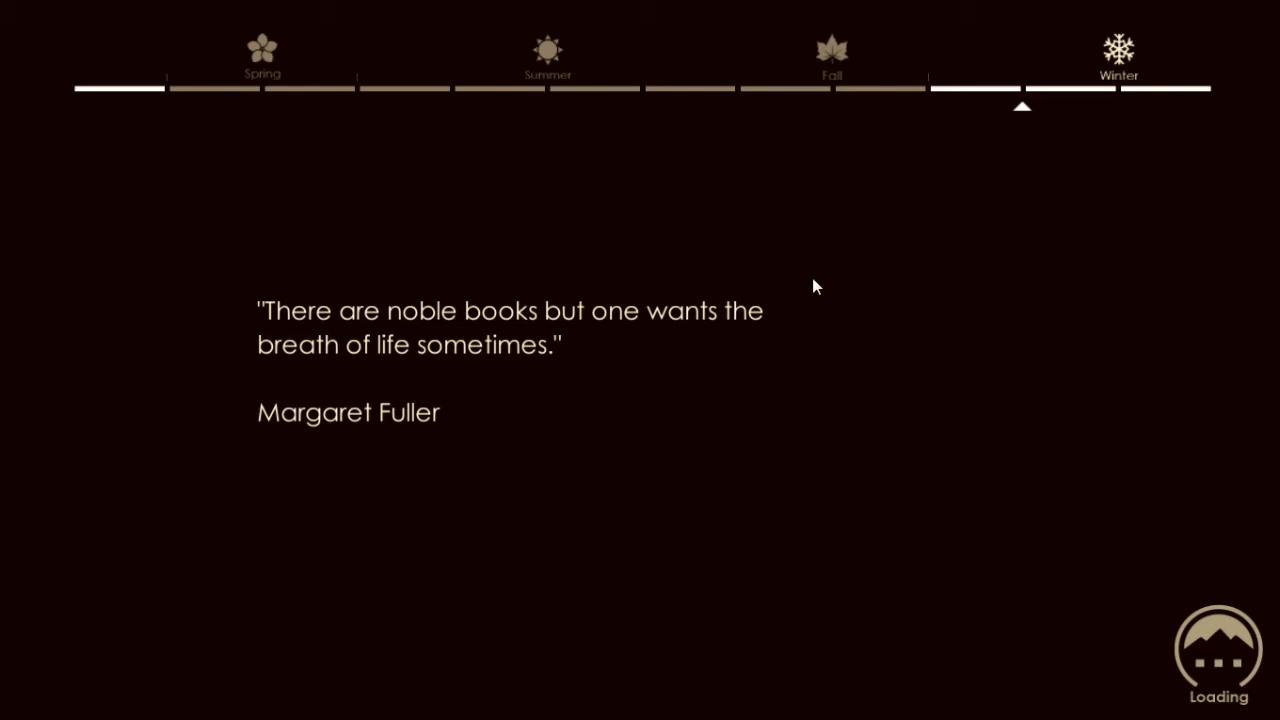 Spring
Summer
Fall
Winter
"There are noble books but one wants the
breath of life sometimes."
Margaret Fuller
Loading